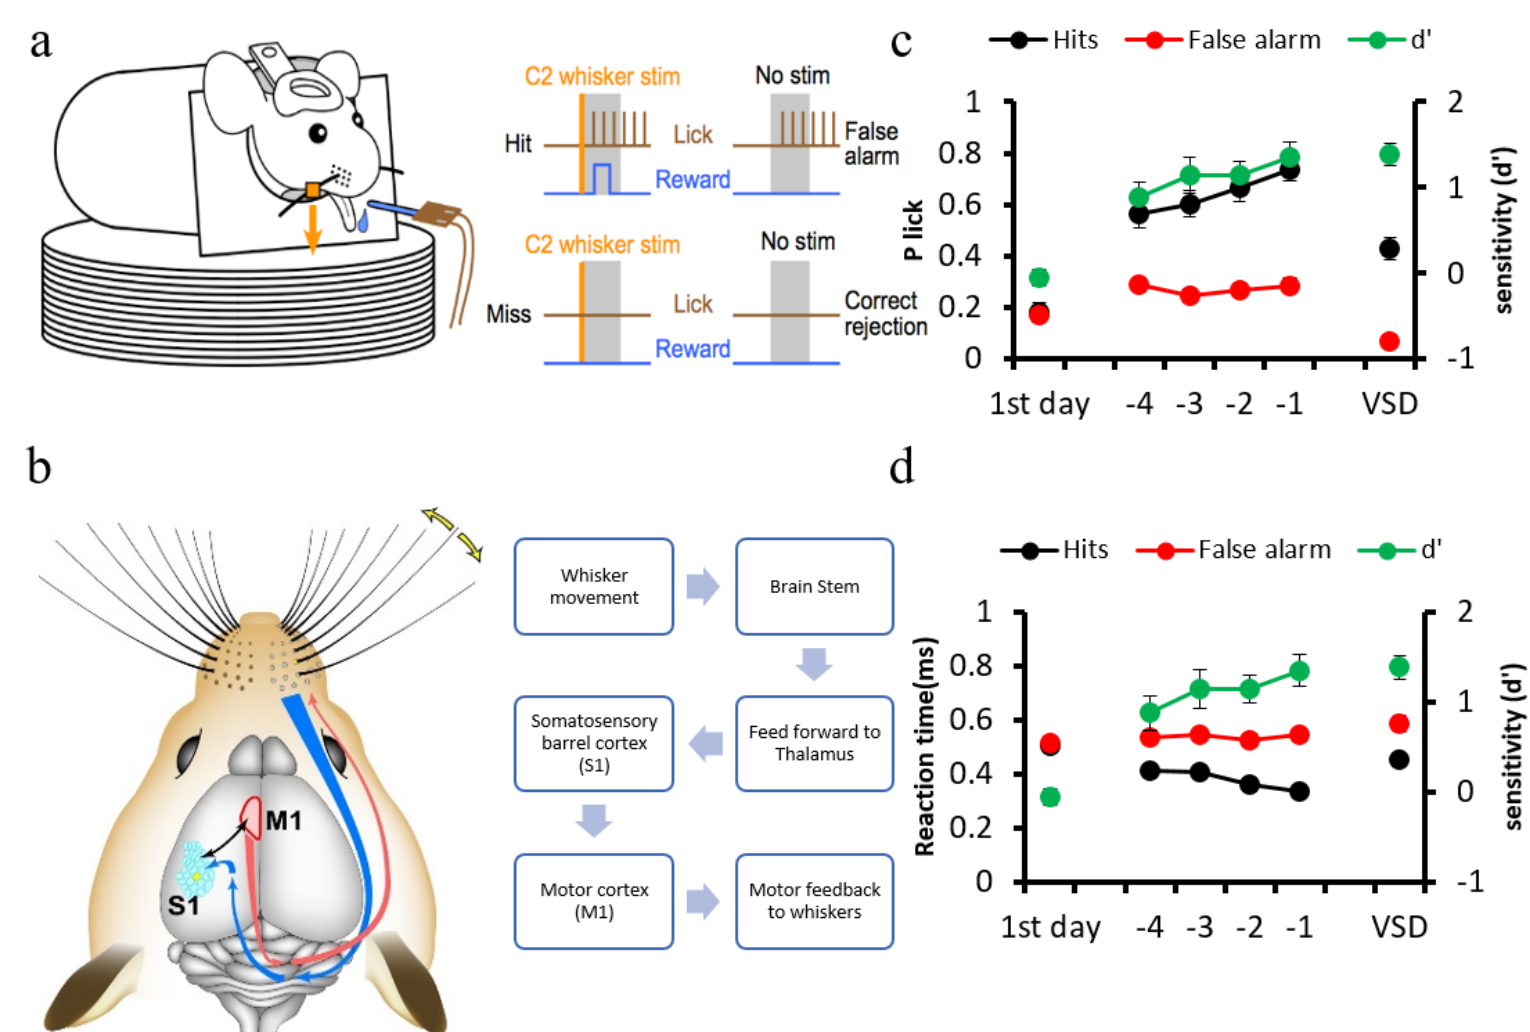 a
C2 whisker stim
No stim
Hit
Lick
False
alarm
Reward
C2 whisker stim
No stim
Miss
Lick
Correct
rejection
Reward
b
M1
S1
Whisker
movement
Brain Stem
Somatosensory
barrel cortex
(S1)
Feed forward to
Thalamus
Motor cortex
(M1)
Motor feedback
to whiskers
c
Hits
False alarm
d'
P lick
1
0.8
0.6
0.4
0.2
0
2
1
0
-1
sensitivity (d')
1st day
-4
-3
-2
-1
VSD
d
Hits
False alarm
d'
Reaction time(ms)
1
0.8
0.6
0.4
0.2
0
2
1
0
-1
sensitivity (d')
1st day
-4
-3
-2
-1
VSD